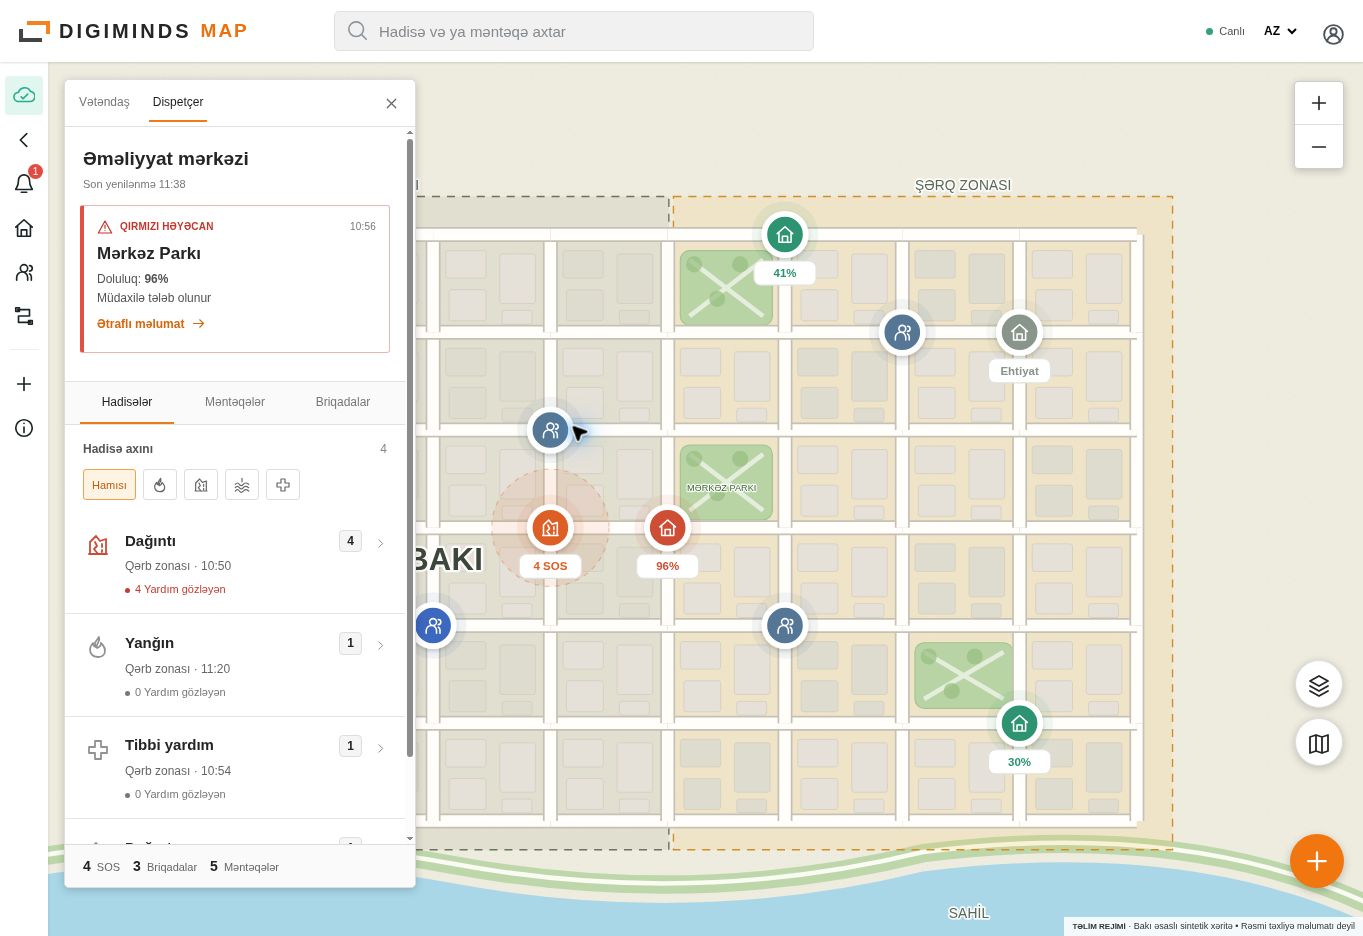 DIGIMINDS MAP
Hadisə və ya məntəqə axtar
Canlı
AZ
1
Vətəndaş
Dispetçer
Əməliyyat mərkəzi
Son yenilənmə 11:38
QIRMIZI HƏYƏCAN
10:56
Mərkəz Parkı
Doluluq: 96%
Müdaxilə tələb olunur
Ətraflı məlumat
Hadisələr
Məntəqələr
Briqadalar
Hadisə axını
4
Hamısı
Dağıntı
4
Qərb zonası · 10:50
4 Yardım gözləyən
Yanğın
1
Qərb zonası · 11:20
0 Yardım gözləyən
Tibbi yardım
1
Qərb zonası · 10:54
0 Yardım gözləyən
4 SOS
3 Briqadalar
5 Məntəqələr
ŞƏRQ ZONASI
41%
Ehtiyat
MƏRKƏZ PARKI
4 SOS
96%
BAKI
30%
SAHİL
TƏLİM REJİMİ · Bakı əsaslı sintetik xəritə • Rəsmi təxliyə məlumatı deyil